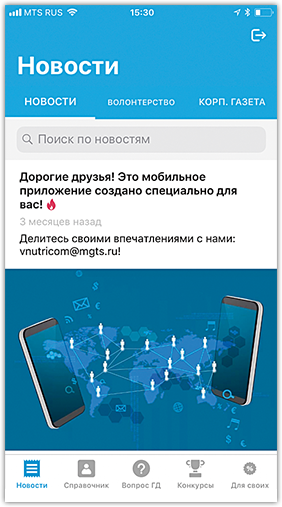 MTS RUS 15:30
Новости
НОВОСТИ ВОЛОНТЕРСТВО КОРП. ГАЗЕТА
Поиск по новостям
Дорогие друзья! Это мобильное
приложение создано специально для
вас! 🔥
3 месяцев назад
Делитесь своими впечатлениями с нами:
vnutricom@mgts.ru!
Новости Справочник Вопрос ГД Конкурсы Для своих